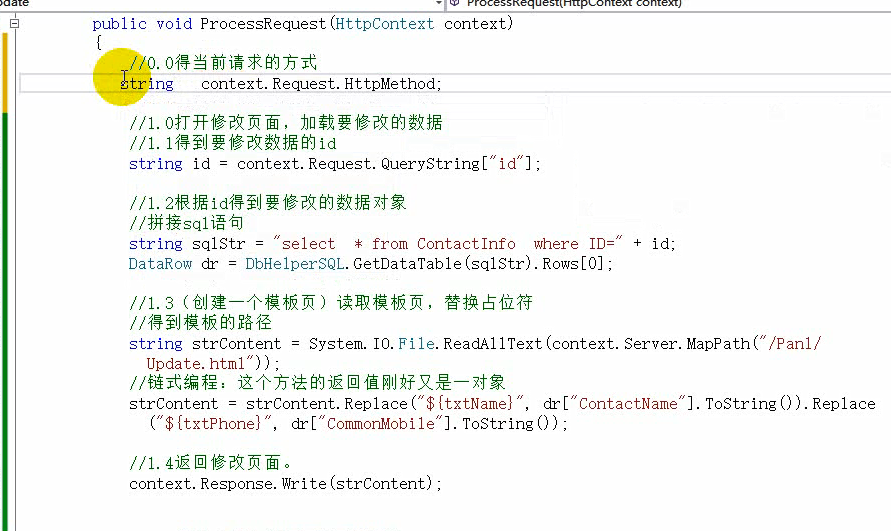 pdate
ProcessRequest(HttpContext context)
public void ProcessRequest(HttpContext context)
{
//0.0得当前请求的方式
string   context.Request.HttpMethod;
//1.0打开修改页面，加载要修改的数据
//1.1得到要修改数据的id
string id = context.Request.QueryString["id"];
//1.2根据id得到要修改的数据对象
//拼接sql语句
string sqlStr = "select  * from ContactInfo  where ID=" + id;
DataRow dr = DbHelperSQL.GetDataTable(sqlStr).Rows[0];
//1.3（创建一个模板页）读取模板页，替换占位符
//得到模板的路径
string strContent = System.IO.File.ReadAllText(context.Server.MapPath("/Pan1/
Update.html"));
//链式编程：这个方法的返回值刚好又是一对象
strContent = strContent.Replace("${txtName}", dr["ContactName"].ToString()).Replace
("${txtPhone}", dr["CommonMobile"].ToString());
//1.4返回修改页面。
context.Response.Write(strContent);